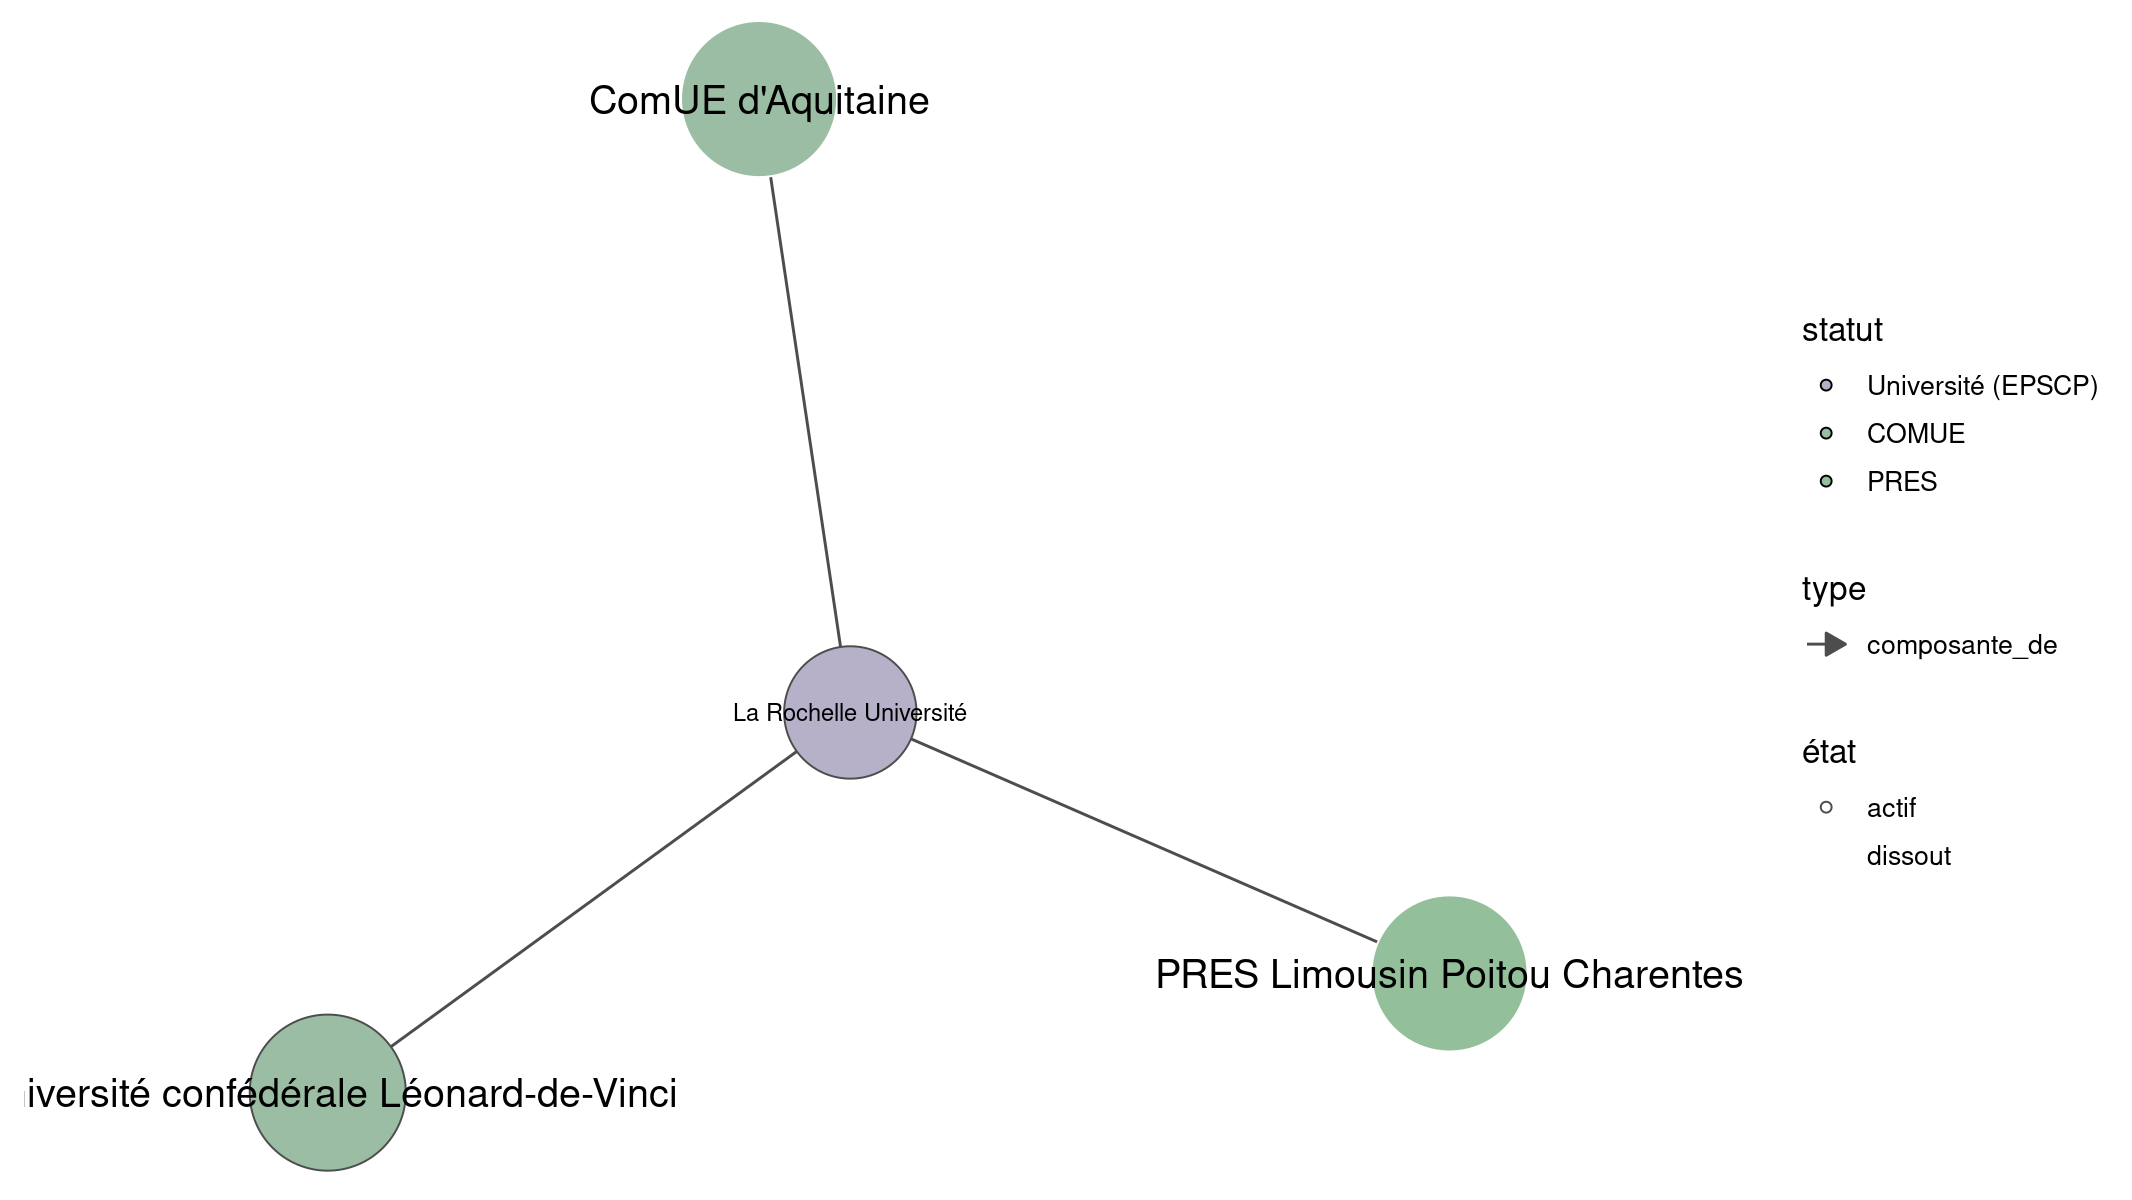 ComUE d'Aquitaine
La Rochelle Université
PRES Limousin Poitou Charentes
iversité confédérale Léonard-de-Vinci
statut
Université (EPSCP)
COMUE
PRES
type
composante_de
état
actif
dissout